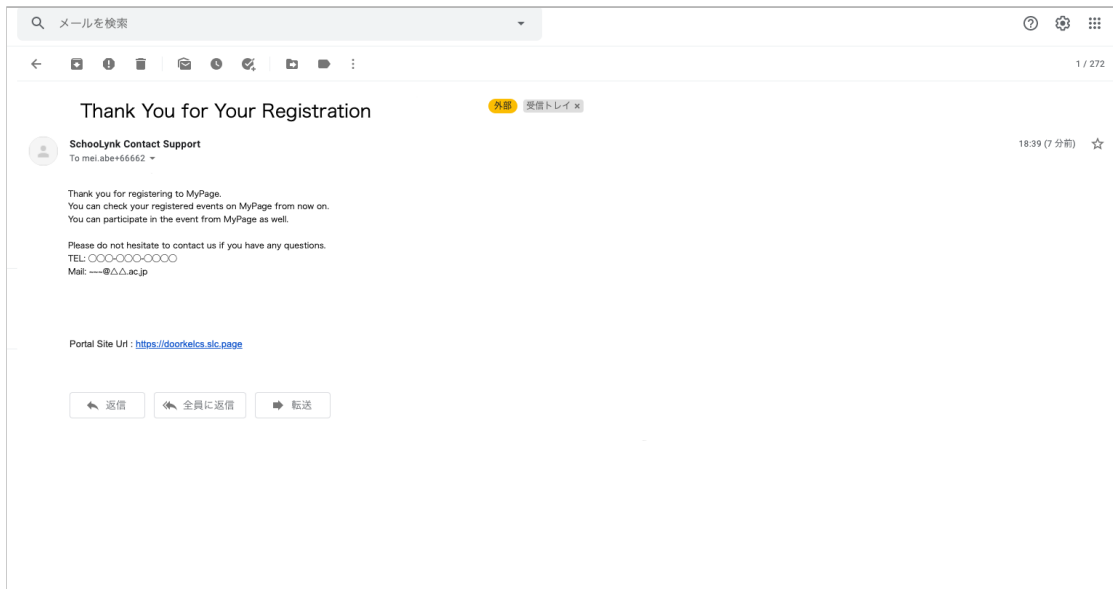 メールを検索
1 / 272
Thank You for Your Registration
外部 受信トレイ ×
SchooLynk Contact Support
18:39 (7 分前)
To mei.abe+66662
Thank you for registering to MyPage.
You can check your registered events on MyPage from now on.
You can participate in the event from MyPage as well.
Please do not hesitate to contact us if you have any questions.
TEL: 〇〇〇-〇〇〇-〇〇〇〇
Mail: ~~~@△△.ac.jp
Portal Site Url : https://doorkelcs.slc.page
返信 全員に返信 転送